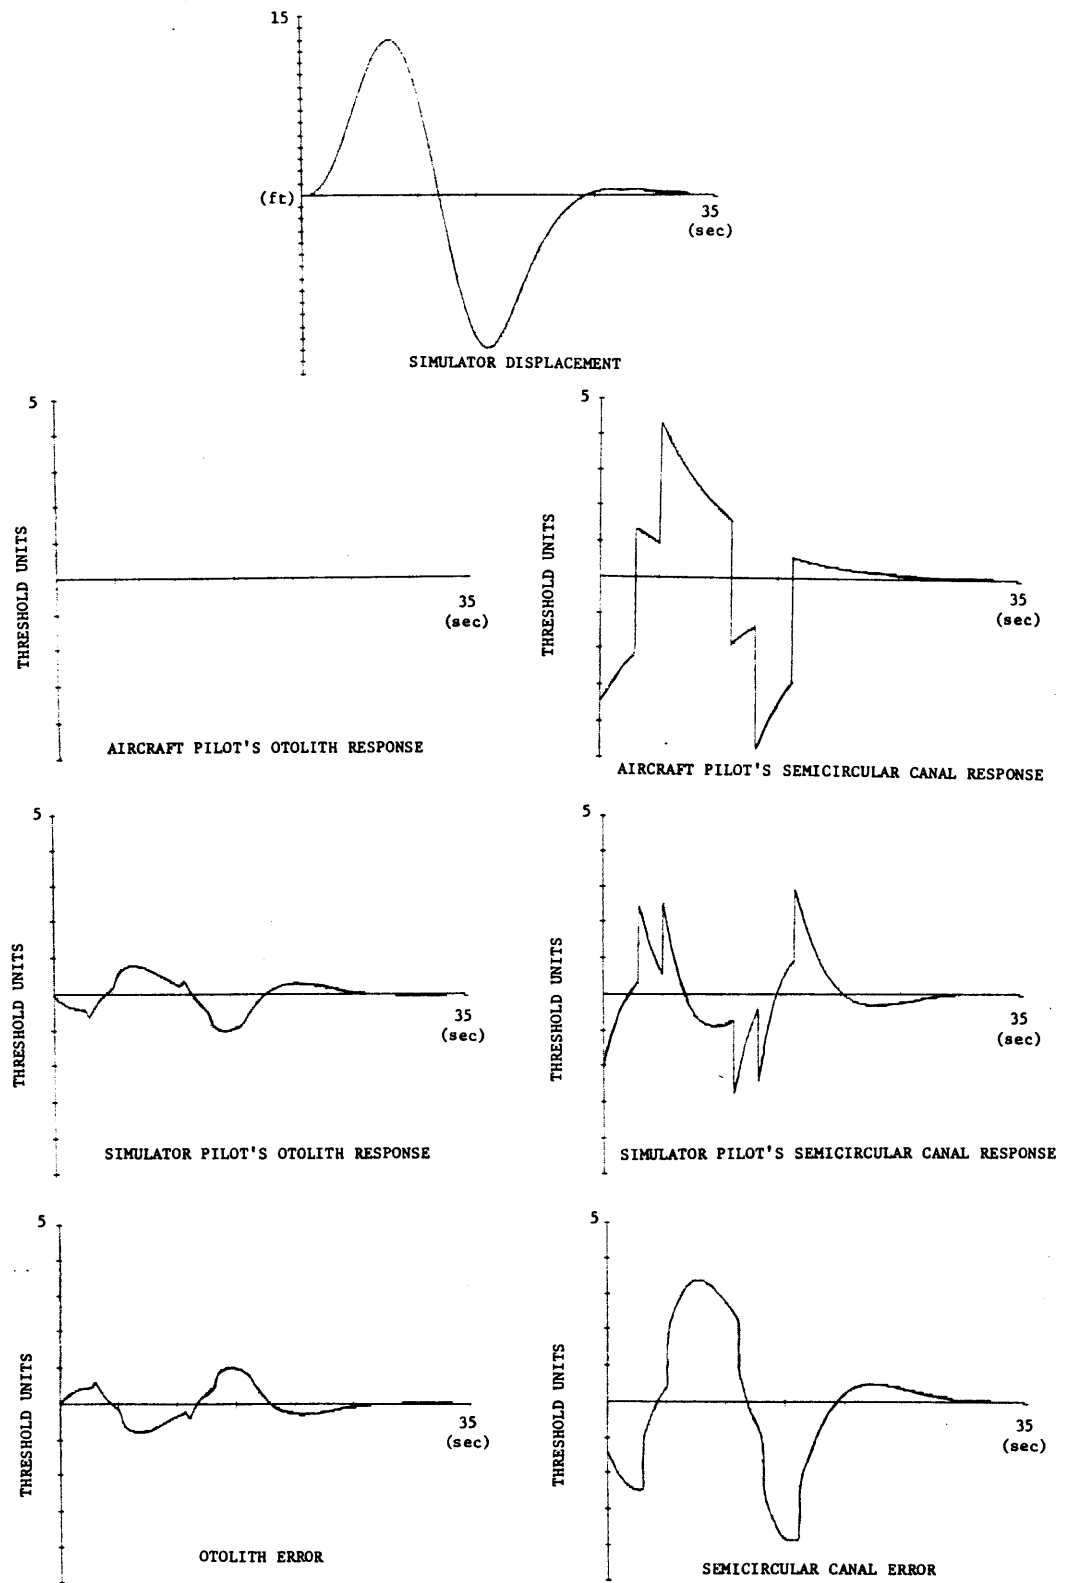 15
(ft)
35
(sec)
SIMULATOR DISPLACEMENT
5
THRESHOLD UNITS
35
(sec)
AIRCRAFT PILOT'S OTOLITH RESPONSE
5
THRESHOLD UNITS
35
(sec)
AIRCRAFT PILOT'S SEMICIRCULAR CANAL RESPONSE
5
THRESHOLD UNITS
35
(sec)
SIMULATOR PILOT'S OTOLITH RESPONSE
5
THRESHOLD UNITS
35
(sec)
SIMULATOR PILOT'S SEMICIRCULAR CANAL RESPONSE
5
THRESHOLD UNITS
35
(sec)
OTOLITH ERROR
5
THRESHOLD UNITS
35
(sec)
SEMICIRCULAR CANAL ERROR